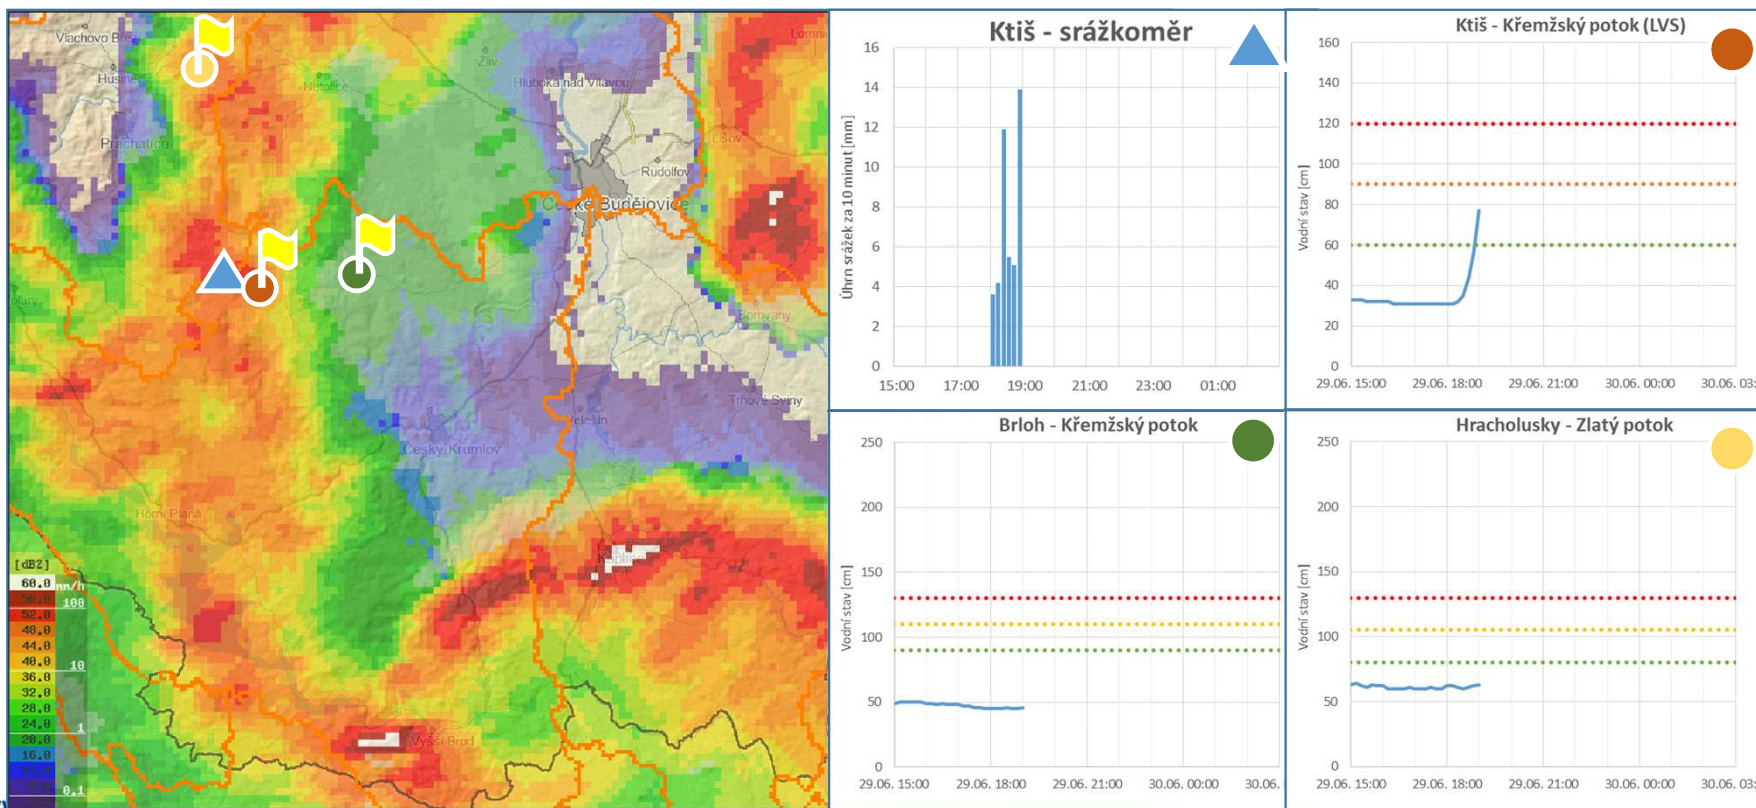 Vlachovo Bře
Husine
Prachatice
Netolice
Zliv
Hluboká nad Vltavou
Lomni
Lišov
Rudolfov
České Budějovice
olary
Borovany
Trhové Sviny
Velešín
Český Krumlov
Horní Planá
Kaplice
Vyšší Brod
[dBZ]
60.0
56.0
52.0
48.0
44.0
40.0
36.0
32.0
28.0
24.0
20.0
16.0
mm/h
100
10
1
0.1
Ktiš - srážkoměr
Úhrn srážek za 10 minut [mm]
16
14
12
10
8
6
4
2
0
15:00 17:00 19:00 21:00 23:00 01:00
Ktiš - Křemžský potok (LVS)
Vodní stav [cm]
160
140
120
100
80
60
40
20
0
29.06. 15:00 29.06. 18:00 29.06. 21:00 30.06. 00:00 30.06. 03:
Brloh - Křemžský potok
Vodní stav [cm]
250
200
150
100
50
0
29.06. 15:00 29.06. 18:00 29.06. 21:00 30.06. 00:00 30.06.
Hracholusky - Zlatý potok
Vodní stav [cm]
250
200
150
100
50
0
29.06. 15:00 29.06. 18:00 29.06. 21:00 30.06. 00:00 30.06. 03: